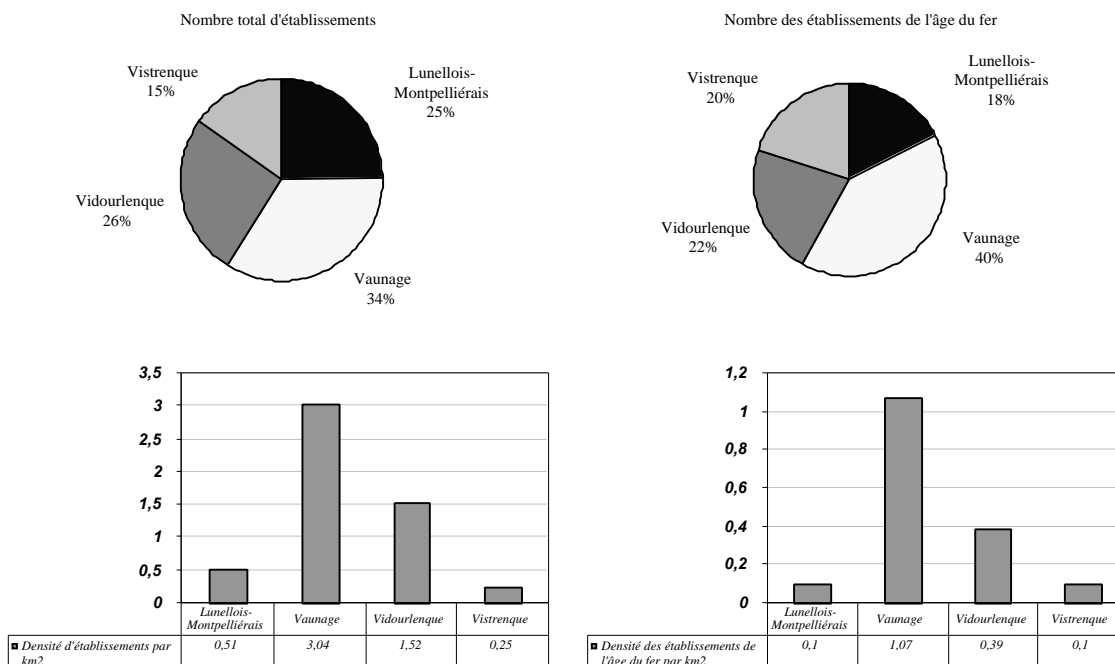 Nombre total d'établissements
Vistrenque
15%
Lunellois-
Montpelliérais
25%
Vidourlenque
26%
Vaunage
34%
Nombre des établissements de l'âge du fer
Lunellois-
Montpelliérais
18%
Vistrenque
20%
Vidourlenque
22%
Vaunage
40%
3,5
3
2,5
2
1,5
1
0,5
0
Lunellois-
Montpelliérais
Vaunage
Vidourlenque
Vistrenque
Densité d'établissements par
km2
0,51
3,04
1,52
0,25
1,2
1
0,8
0,6
0,4
0,2
0
Lunellois-
Montpelliérais
Vaunage
Vidourlenque
Vistrenque
Densité des établissements de
l'âge du fer par km2
0,1
1,07
0,39
0,1